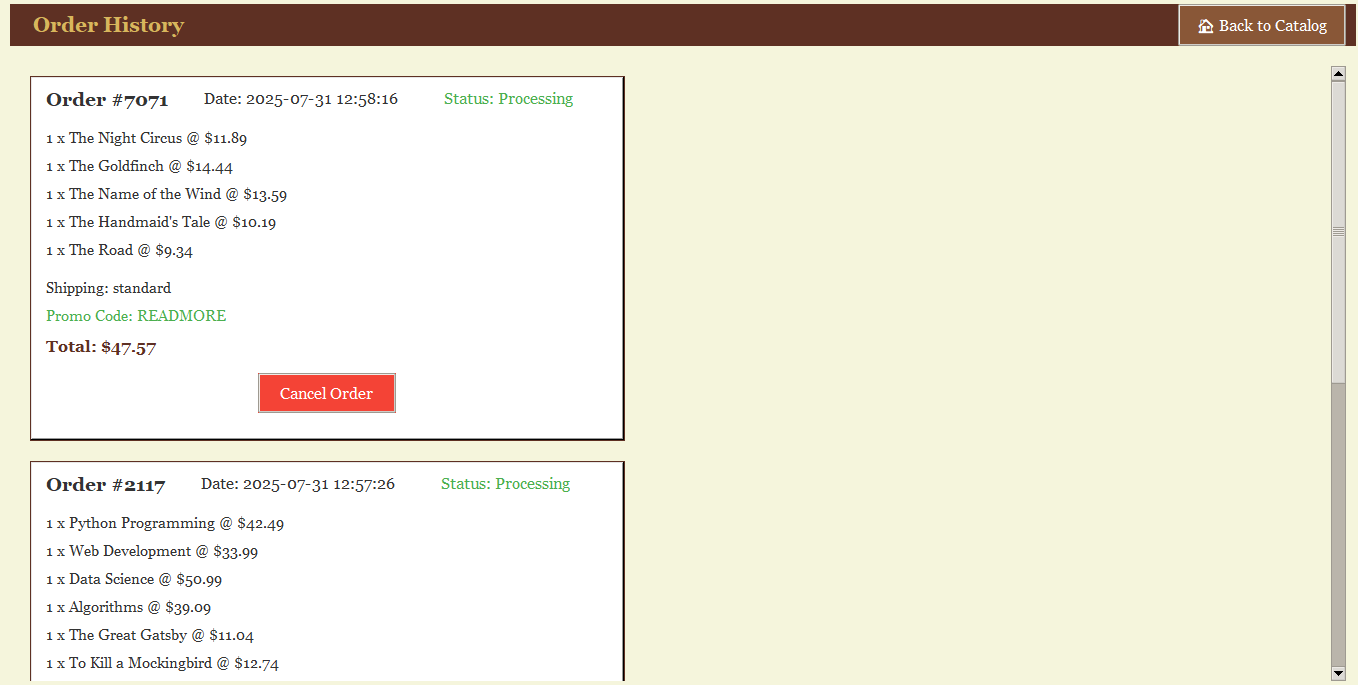 Order History
Back to Catalog
Order #7071 Date: 2025-07-31 12:58:16 Status: Processing
1 x The Night Circus @ $11.89
1 x The Goldfinch @ $14.44
1 x The Name of the Wind @ $13.59
1 x The Handmaid's Tale @ $10.19
1 x The Road @ $9.34
Shipping: standard
Promo Code: READMORE
Total: $47.57
Cancel Order
Order #2117 Date: 2025-07-31 12:57:26 Status: Processing
1 x Python Programming @ $42.49
1 x Web Development @ $33.99
1 x Data Science @ $50.99
1 x Algorithms @ $39.09
1 x The Great Gatsby @ $11.04
1 x To Kill a Mockingbird @ $12.74